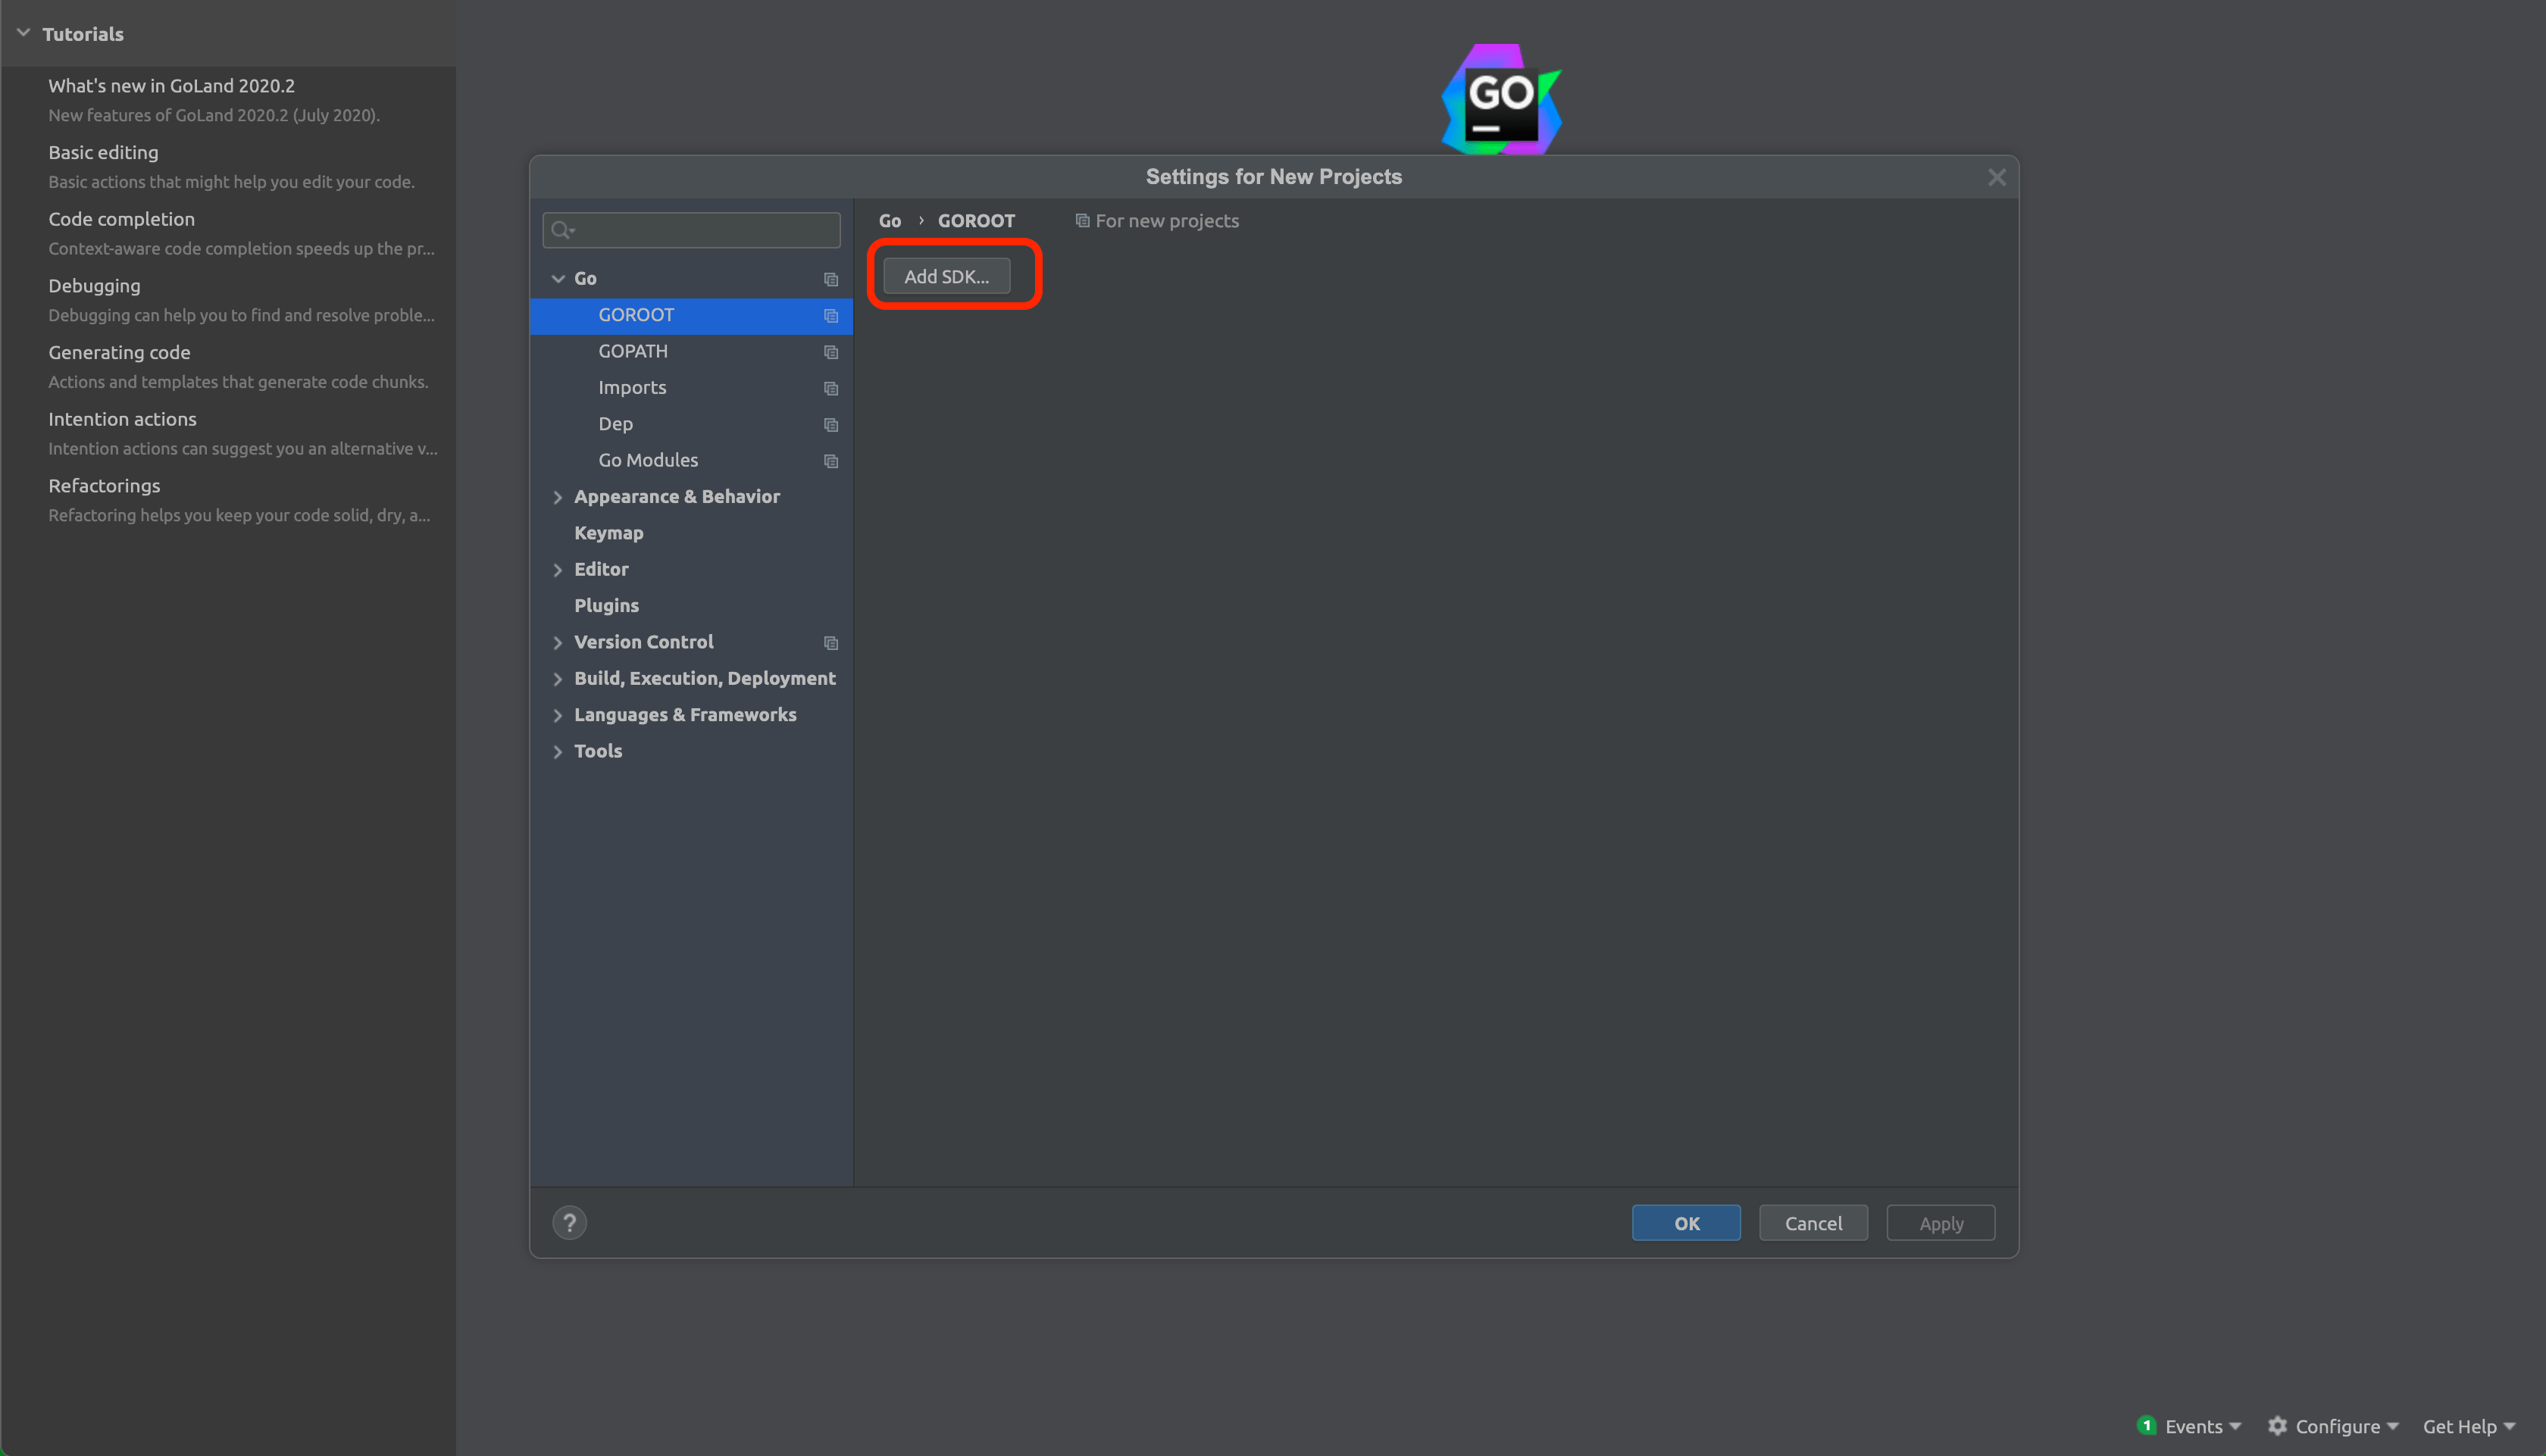 Tutorials
What's new in GoLand 2020.2
New features of GoLand 2020.2 (July 2020).
Basic editing
Basic actions that might help you edit your code.
Code completion
Context-aware code completion speeds up the pr...
Debugging
Debugging can help you to find and resolve proble...
Generating code
Actions and templates that generate code chunks.
Intention actions
Intention actions can suggest you an alternative v...
Refactorings
Refactoring helps you keep your code solid, dry, a...
GO
Settings for New Projects
Go
GOROOT
GOPATH
Imports
Dep
Go Modules
Appearance & Behavior
Keymap
Editor
Plugins
Version Control
Build, Execution, Deployment
Languages & Frameworks
Tools
Go › GOROOT For new projects
Add SDK...
? OK Cancel Apply
1 Events Configure Get Help